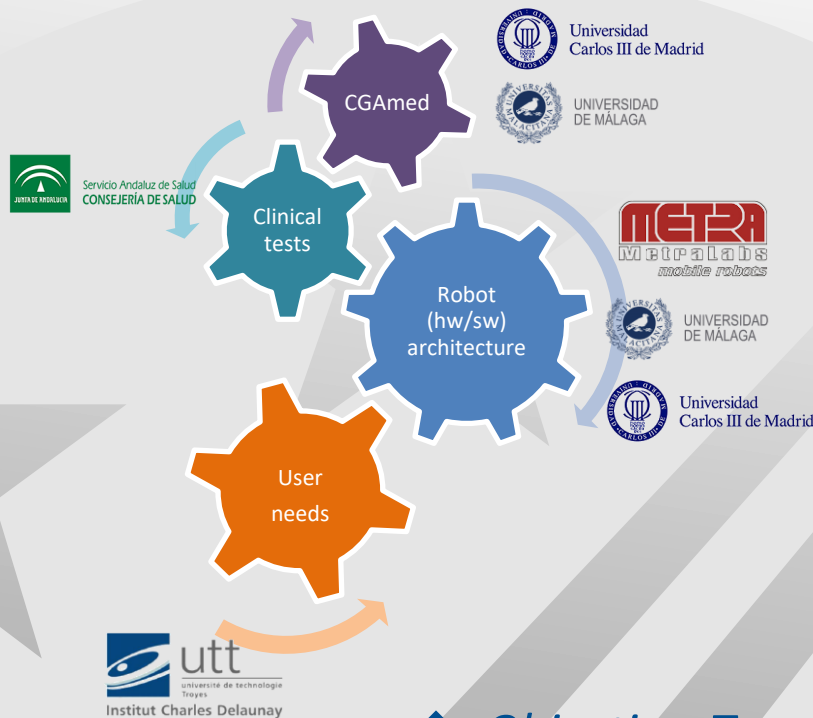 CGAmed
Universidad
Carlos III de Madrid
UNIVERSIDAD
DE MÁLAGA
JUNTA DE ANDALUCIA
Servicio Andaluz de Salud
CONSEJERÍA DE SALUD
Clinical
tests
METRA
MetraLabs
mobile robots
Robot
(hw/sw)
architecture
UNIVERSIDAD
DE MÁLAGA
Universidad
Carlos III de Madrid
User
needs
utt
université de technologie
Troyes
Institut Charles Delaunay